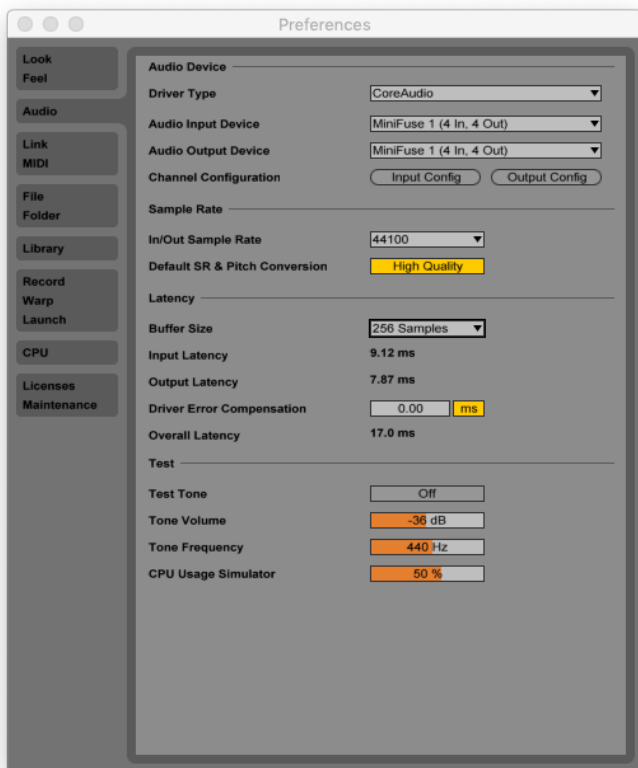 Preferences
Look
Feel
Audio
Link
MIDI
File
Folder
Library
Record
Warp
Launch
CPU
Licenses
Maintenance
Audio Device
Driver Type CoreAudio
Audio Input Device MiniFuse 1 (4 In, 4 Out)
Audio Output Device MiniFuse 1 (4 In, 4 Out)
Channel Configuration Input Config Output Config
Sample Rate
In/Out Sample Rate 44100
Default SR & Pitch Conversion High Quality
Latency
Buffer Size 256 Samples
Input Latency 9.12 ms
Output Latency 7.87 ms
Driver Error Compensation 0.00 ms
Overall Latency 17.0 ms
Test
Test Tone Off
Tone Volume -36 dB
Tone Frequency 440 Hz
CPU Usage Simulator 50 %